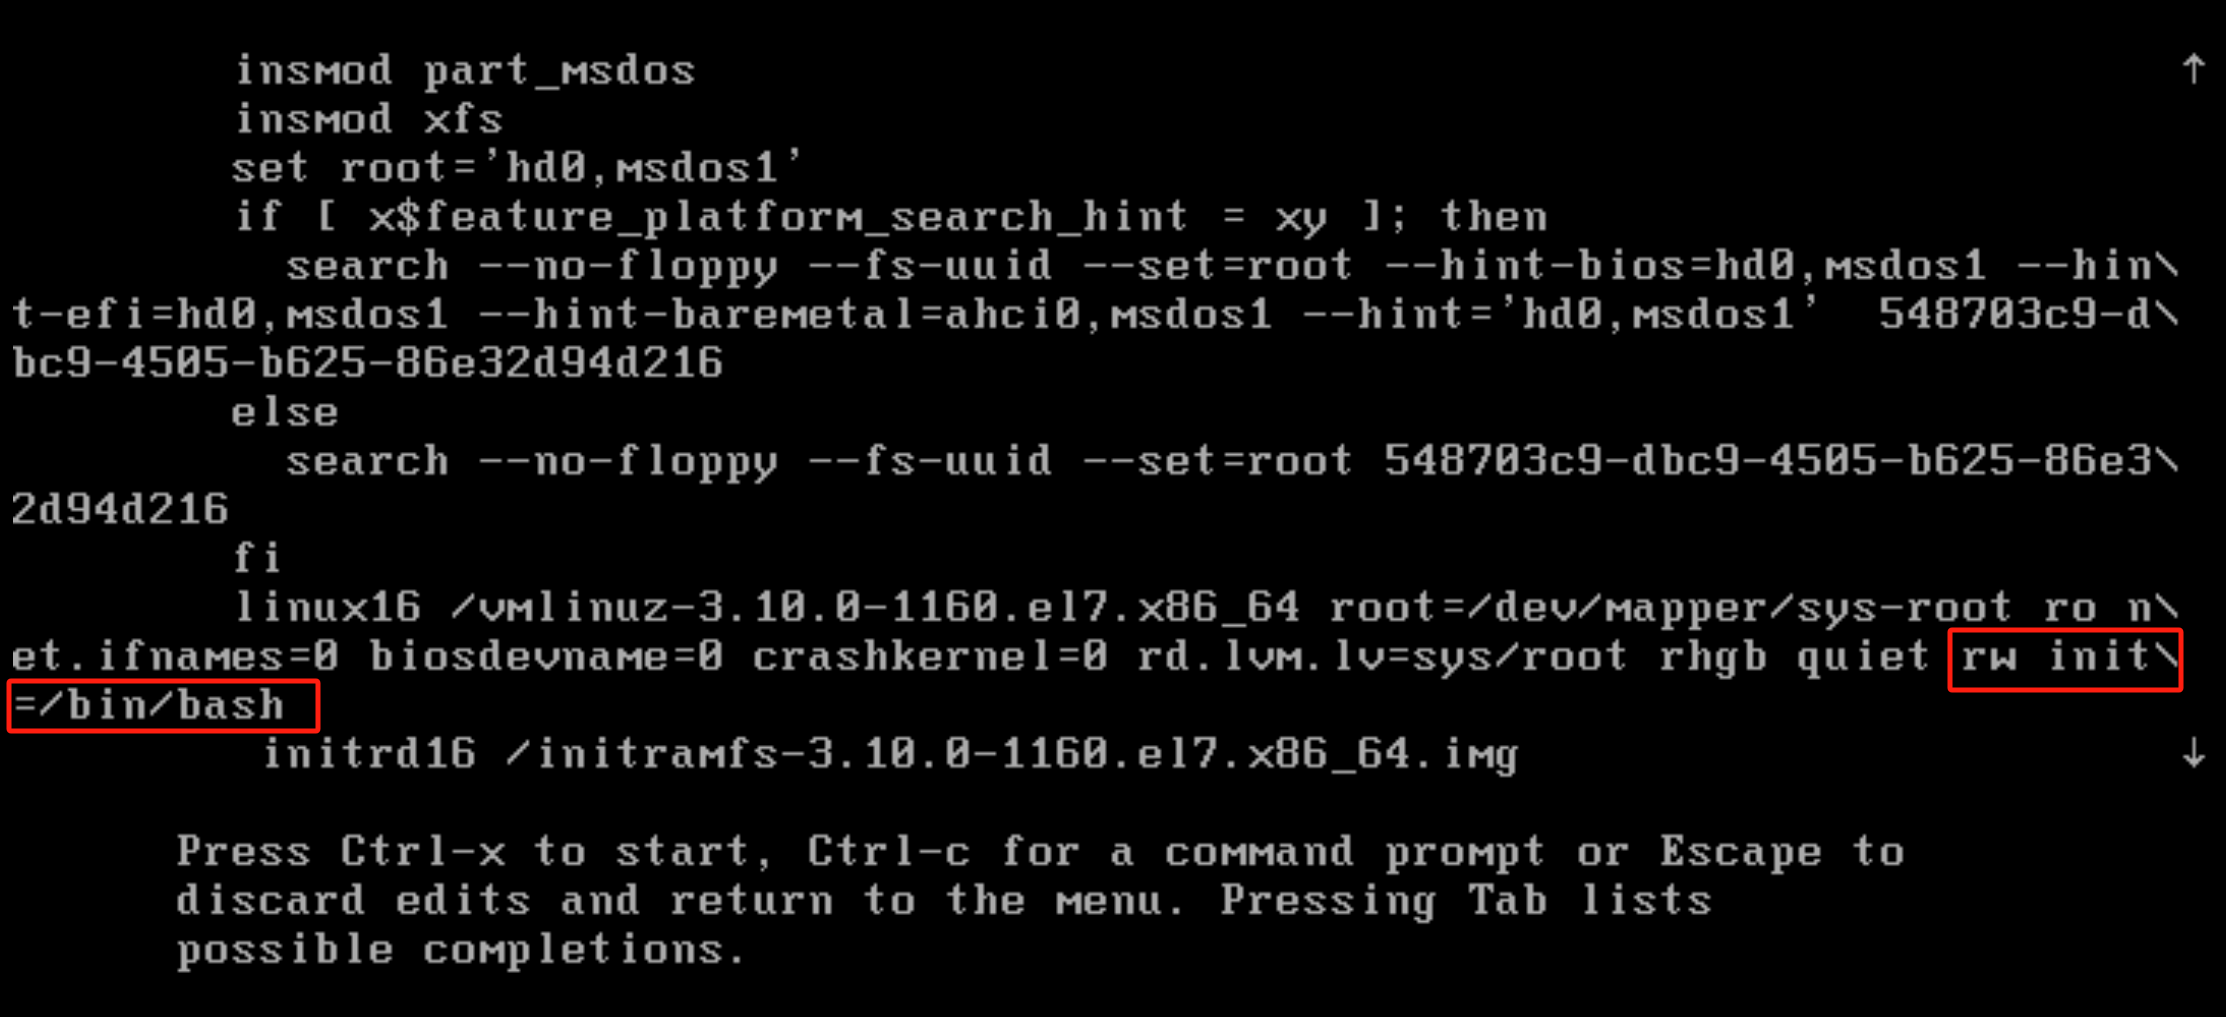 insmod part_msdos
insmod xfs
set root='hd0,msdos1'
if [ x$feature_platform_search_hint = xy ]; then
search --no-floppy --fs-uuid --set=root --hint-bios=hd0,msdos1 --hin\
t-efi=hd0,msdos1 --hint-baremetal=ahci0,msdos1 --hint='hd0,msdos1'  548703c9-d\
bc9-4505-b625-86e32d94d216
else
search --no-floppy --fs-uuid --set=root 548703c9-dbc9-4505-b625-86e3\
2d94d216
fi
linux16 /vmlinuz-3.10.0-1160.el7.x86_64 root=/dev/mapper/sys-root ro n\
et.ifnames=0 biosdevname=0 crashkernel=0 rd.lvm.lv=sys/root rhgb quiet rw init\
=/bin/bash
initrd16 /initramfs-3.10.0-1160.el7.x86_64.img
Press Ctrl-x to start, Ctrl-c for a command prompt or Escape to
discard edits and return to the menu. Pressing Tab lists
possible completions.